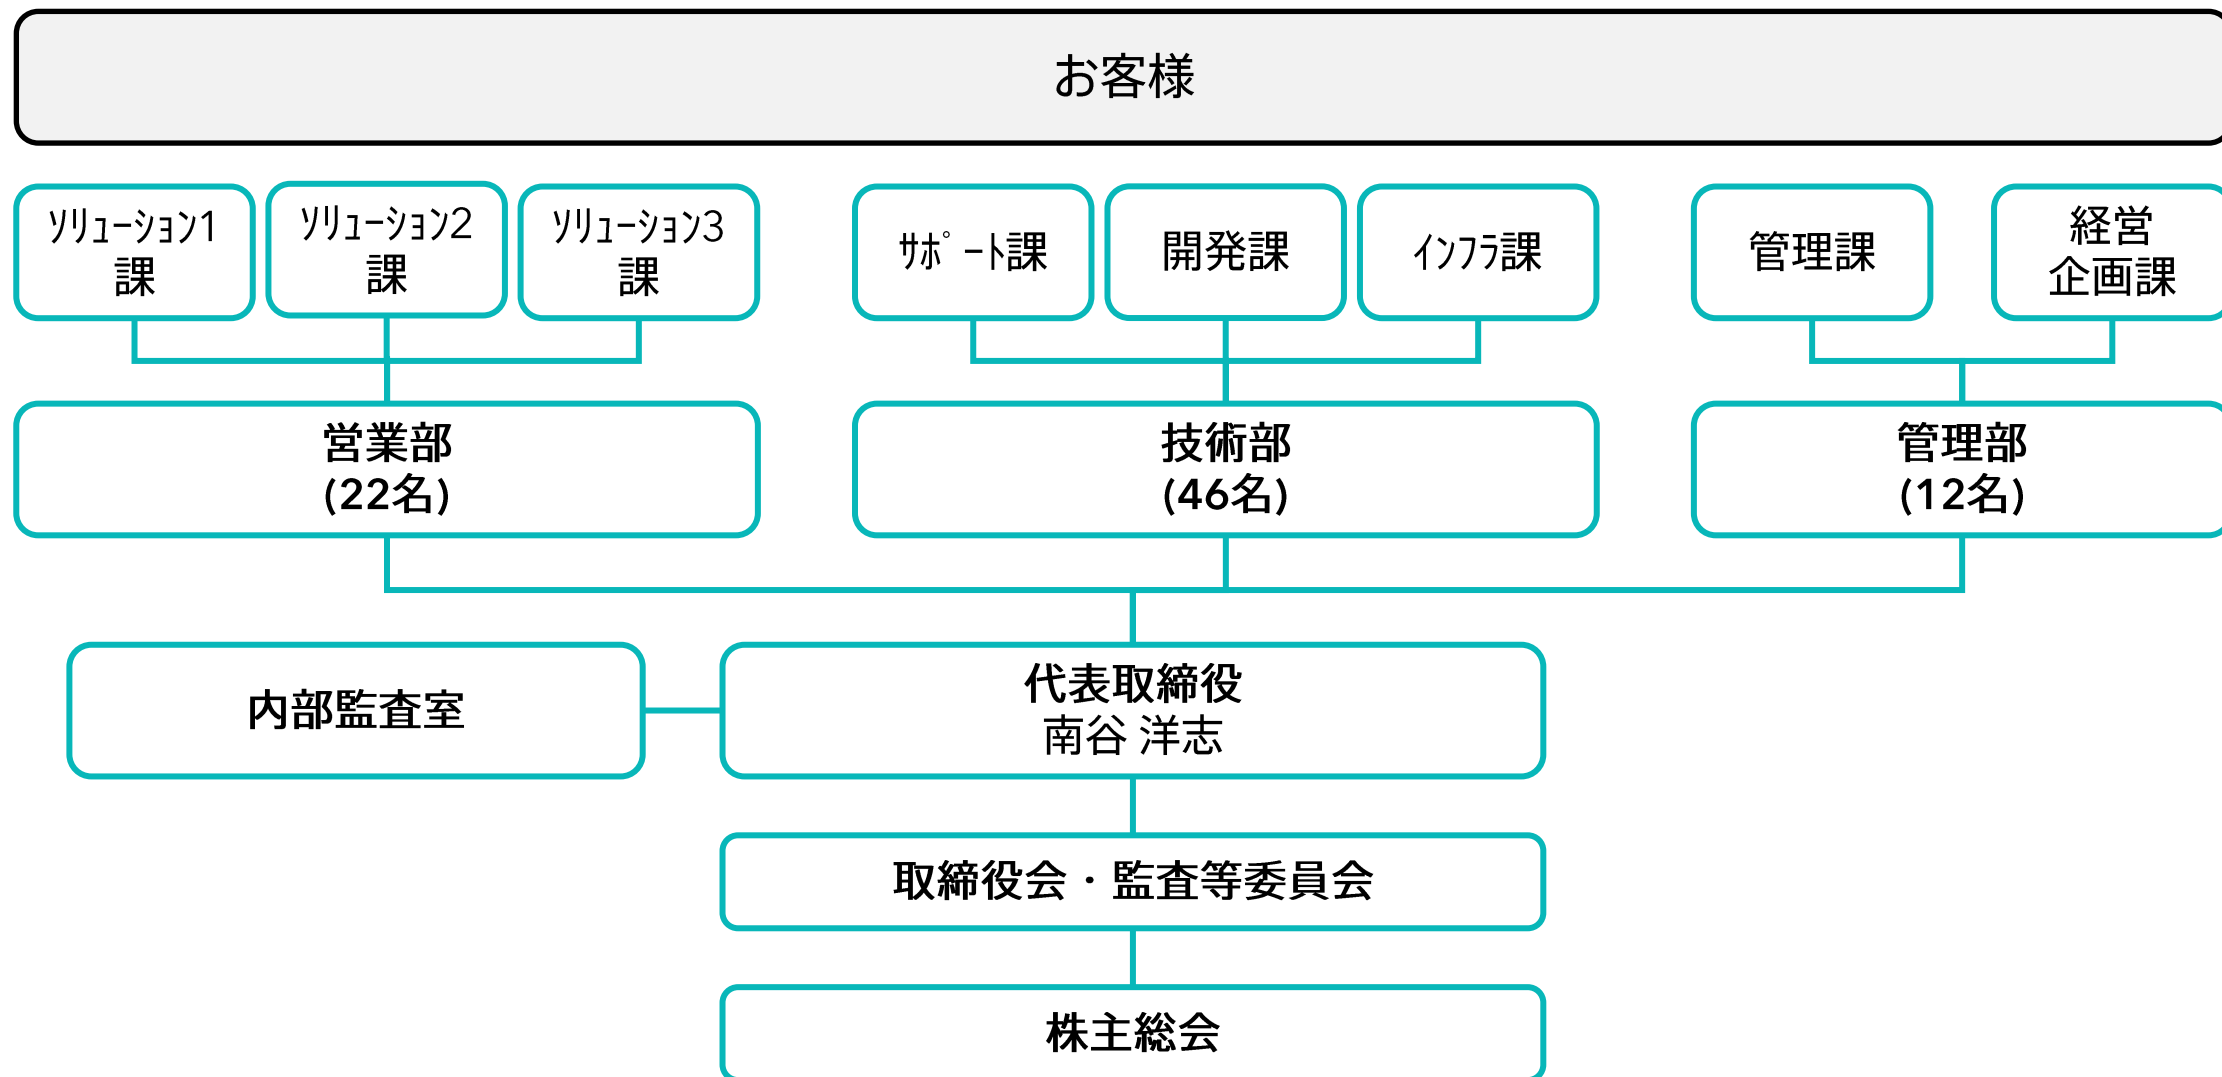 お客様
ｿﾘｭｰｼｮﾝ1
課
ｿﾘｭｰｼｮﾝ2
課
ｿﾘｭｰｼｮﾝ3
課
ｻﾎﾟｰﾄ課
開発課
ｲﾝﾌﾗ課
管理課
経営
企画課
営業部
(22名)
技術部
(46名)
管理部
(12名)
内部監査室
代表取締役
南谷 洋志
取締役会・監査等委員会
株主総会